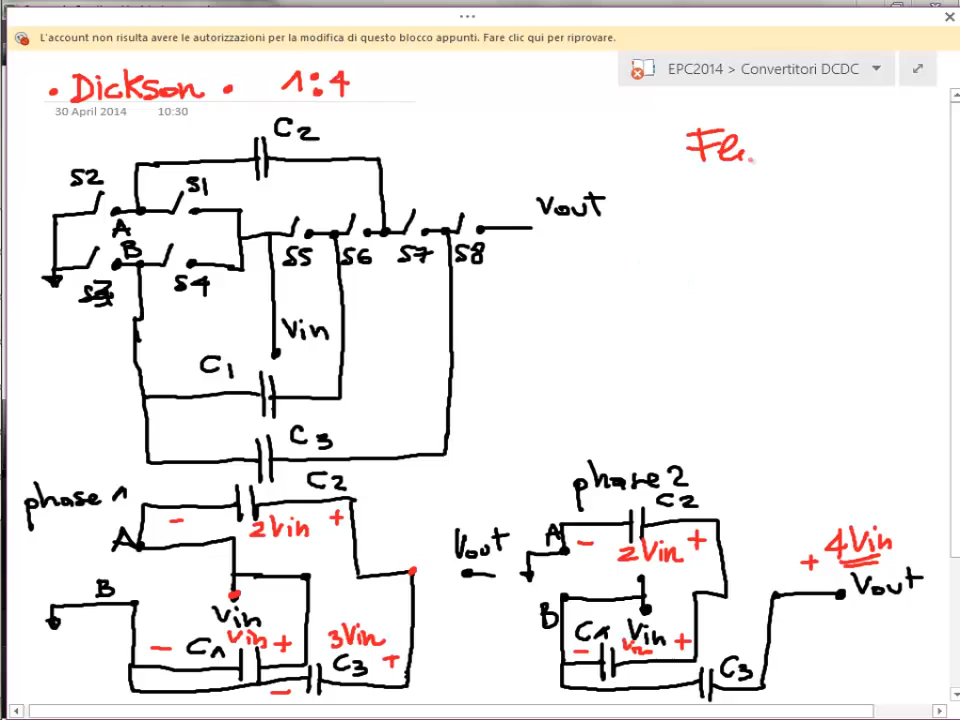 L'account non risulta avere le autorizzazioni per la modifica di questo blocco appunti. Fare clic qui per riprovare.
EPC2014 > Convertitori DCDC
• Dickson • 1:4
30 April 2014 10:30
Fe
C2
S2 S1
A
Vout
B
S5 S6 S7 S8
S3 S4
Vin
C1
C3
phase 1
C2
- 2Vin +
A
B
Vin
- C1 Vin +
3Vin
C3 +
-
phase 2
C2
Vout
A - 2Vin +
+ 4Vin
Vout
B
C1 Vin
- Vin +
C3